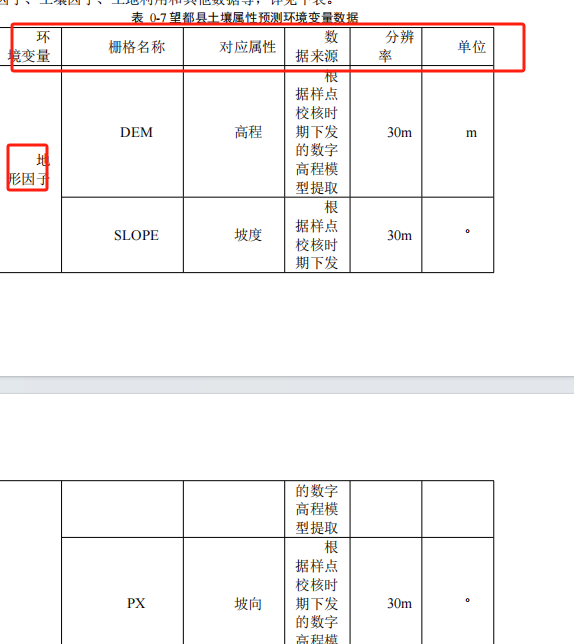 因子、土壤因子、土地利用和其他数据等，详见下表。
表 0-7 望都县土壤属性预测环境变量数据
环境变量 栅格名称 对应属性 数据来源 分辨率 单位
地形因子
DEM 高程 根据样点校核时期下发的数字高程模型提取 30m m
SLOPE 坡度 根据样点校核时期下发 30m °
的数字高程模型提取
PX 坡向 根据样点校核时期下发的数字高程模 30m °